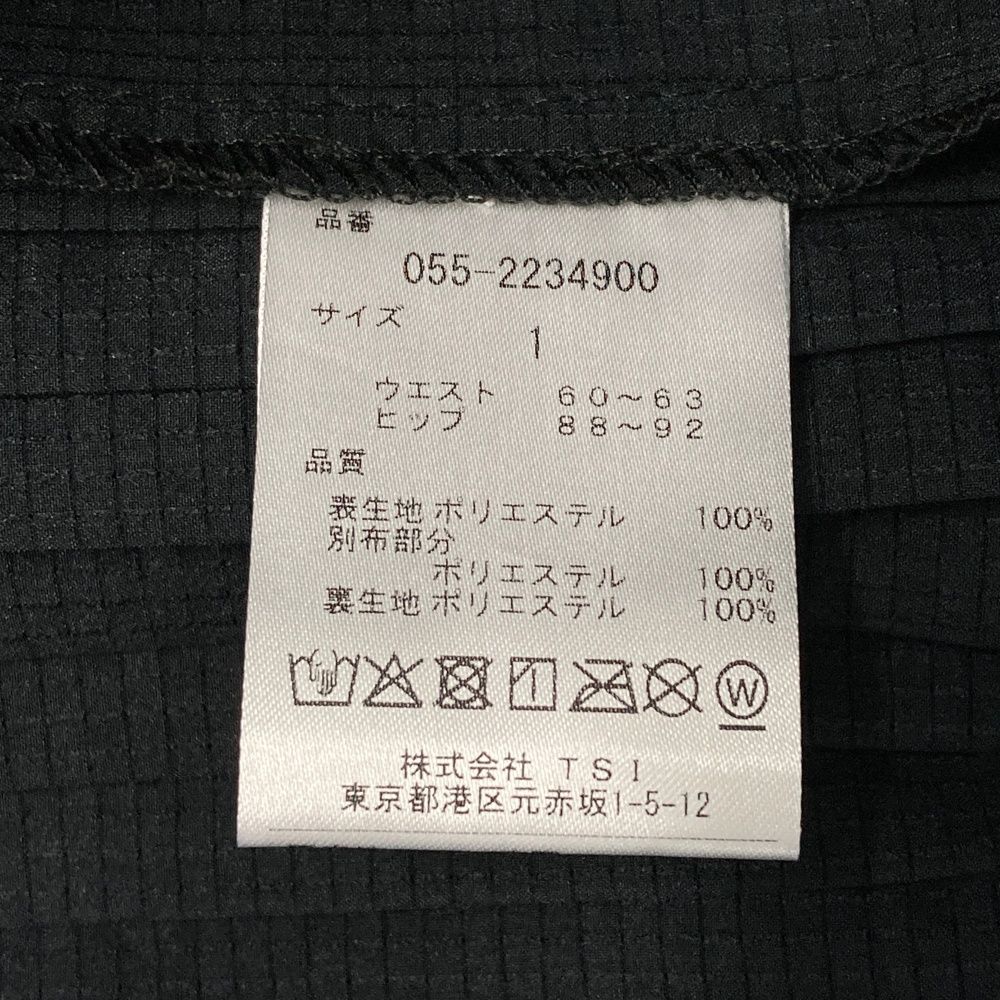 品番
055-2234900
サイズ
1
ウエスト 60～63
ヒップ 88～92
品質
表生地 ポリエステル 100%
別布部分
ポリエステル 100%
裏生地 ポリエステル 100%
W
株式会社 TSI
東京都港区元赤坂1-5-12